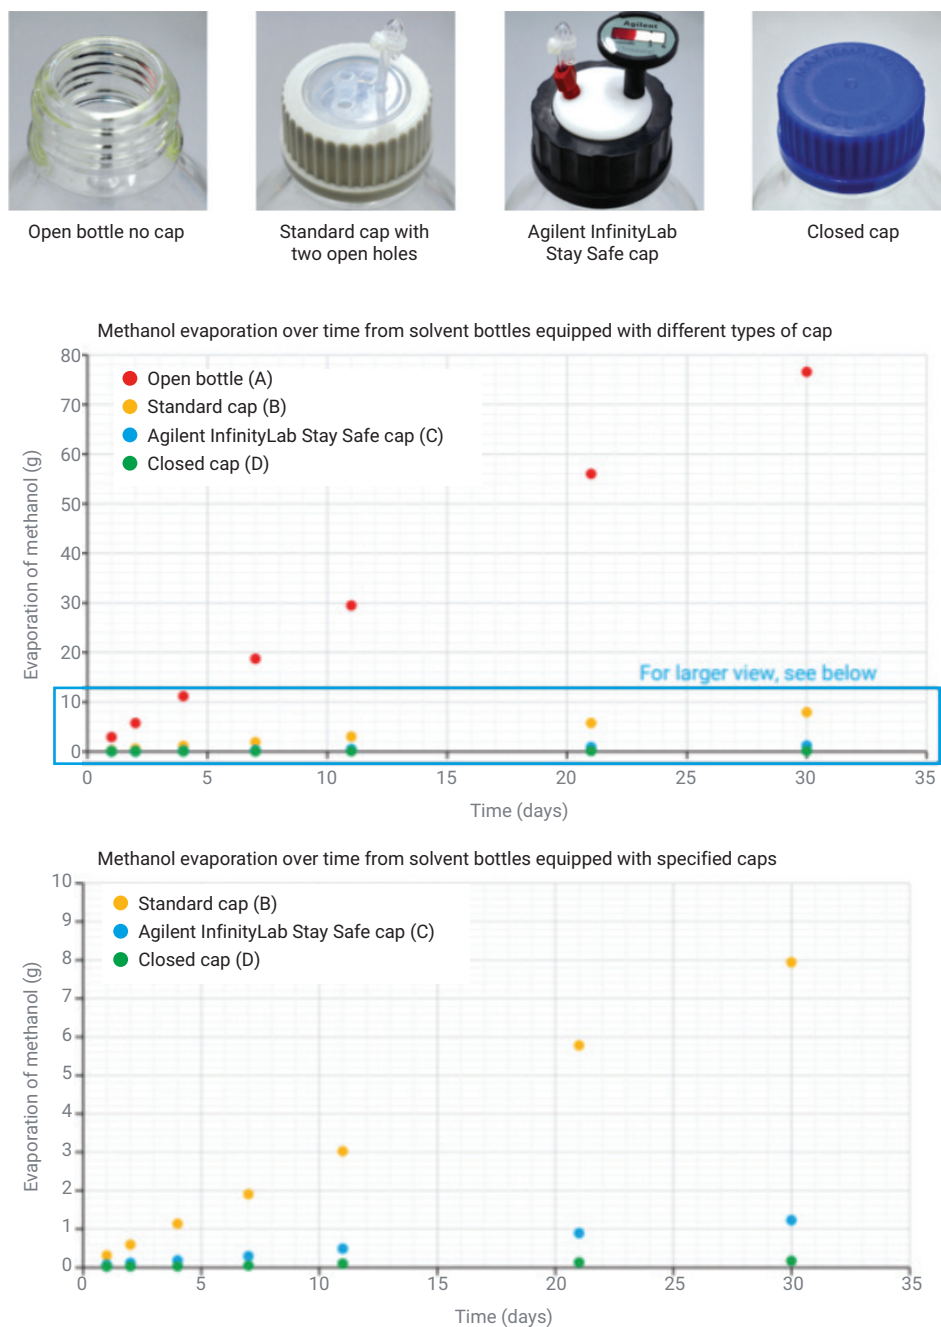 Agilent
Open bottle no cap
Standard cap with
two open holes
Agilent InfinityLab
Stay Safe cap
Closed cap
Methanol evaporation over time from solvent bottles equipped with different types of cap
Evaporation of methanol (g)
80
70
60
50
40
30
20
10
0
Open bottle (A)
Standard cap (B)
Agilent InfinityLab Stay Safe cap (C)
Closed cap (D)
For larger view, see below
0 5 10 15 20 25 30 35
Time (days)
Methanol evaporation over time from solvent bottles equipped with specified caps
Evaporation of methanol (g)
10
9
8
7
6
5
4
3
2
1
0
Standard cap (B)
Agilent InfinityLab Stay Safe cap (C)
Closed cap (D)
0 5 10 15 20 25 30 35
Time (days)